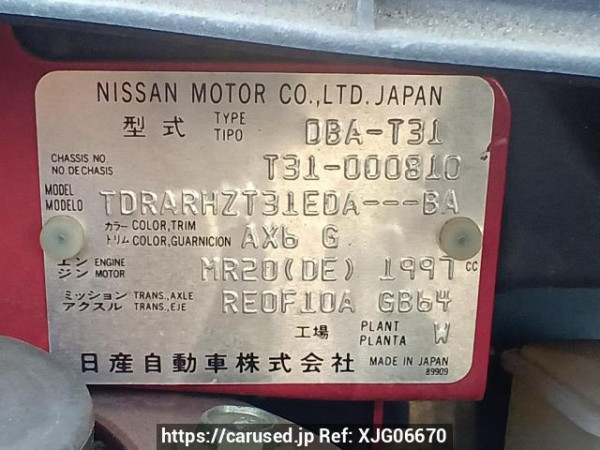 NISSAN MOTOR CO.,LTD. JAPAN
型式 TYPE TIPO DBA-T31
CHASSIS NO. NO. DE CHASIS T31-000810
MODEL MODELO TDRARHZT31EDA---BA
カラー COLOR, TRIM トリム COLOR, GUARNICION AX6 G
エンジン ENGINE MOTOR MR20(DE) 1997 cc
ミッション TRANS., AXLE アクスル TRANS., EJE RE0F10A GB64
工場 PLANT PLANTA W
日産自動車株式会社 MADE IN JAPAN
89909
https://carused.jp Ref: XJG06670